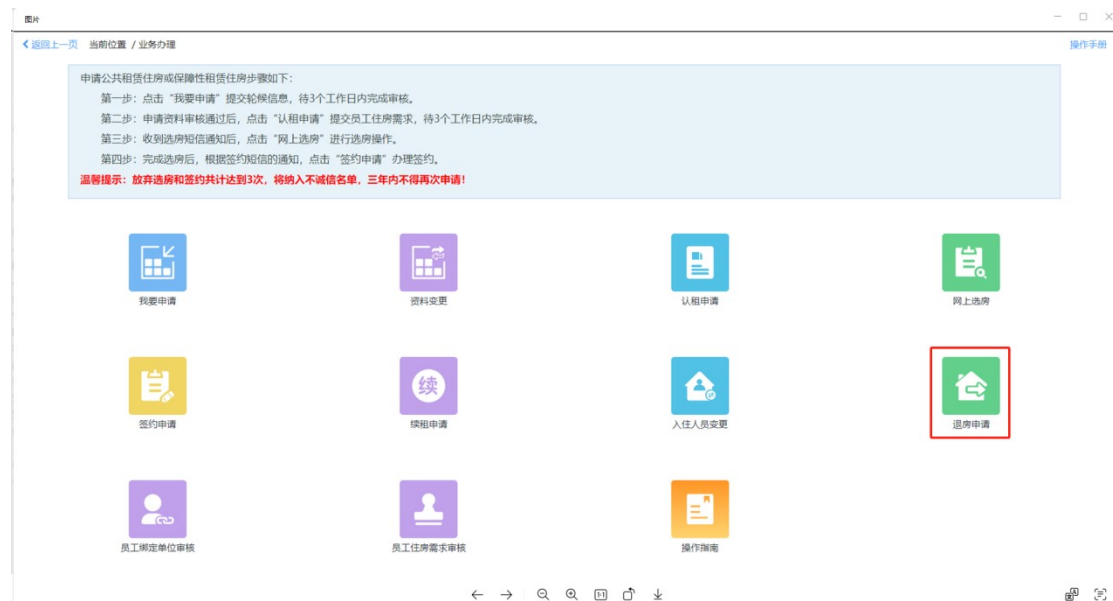 图片
返回上一页 当前位置 / 业务办理
操作手册
申请公共租赁住房或保障性租赁住房步骤如下：
第一步：点击“我要申请”提交轮候信息，待3个工作日内完成审核。
第二步：申请资料审核通过后，点击“认租申请”提交员工住房需求，待3个工作日内完成审核。
第三步：收到选房短信通知后，点击“网上选房”进行选房操作。
第四步：完成选房后，根据签约短信的通知，点击“签约申请”办理签约。
温馨提示：放弃选房和签约共计达到3次，将纳入不诚信名单，三年内不得再次申请！
我要申请
资料变更
认租申请
网上选房
续
签约申请
续租申请
入住人员变更
退房申请
员工绑定单位审核
员工住房需求审核
操作指南
1:1